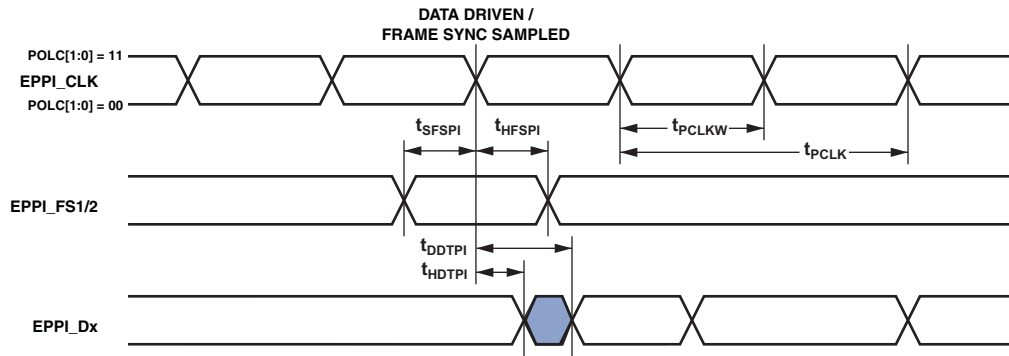 DATA DRIVEN /
FRAME SYNC SAMPLED
POLC[1:0] = 11
EPPI_CLK
POLC[1:0] = 00
tSFSPI
tHFSPI
tPCLKW
tPCLK
EPPI_FS1/2
tDDTPI
tHDTPI
EPPI_Dx